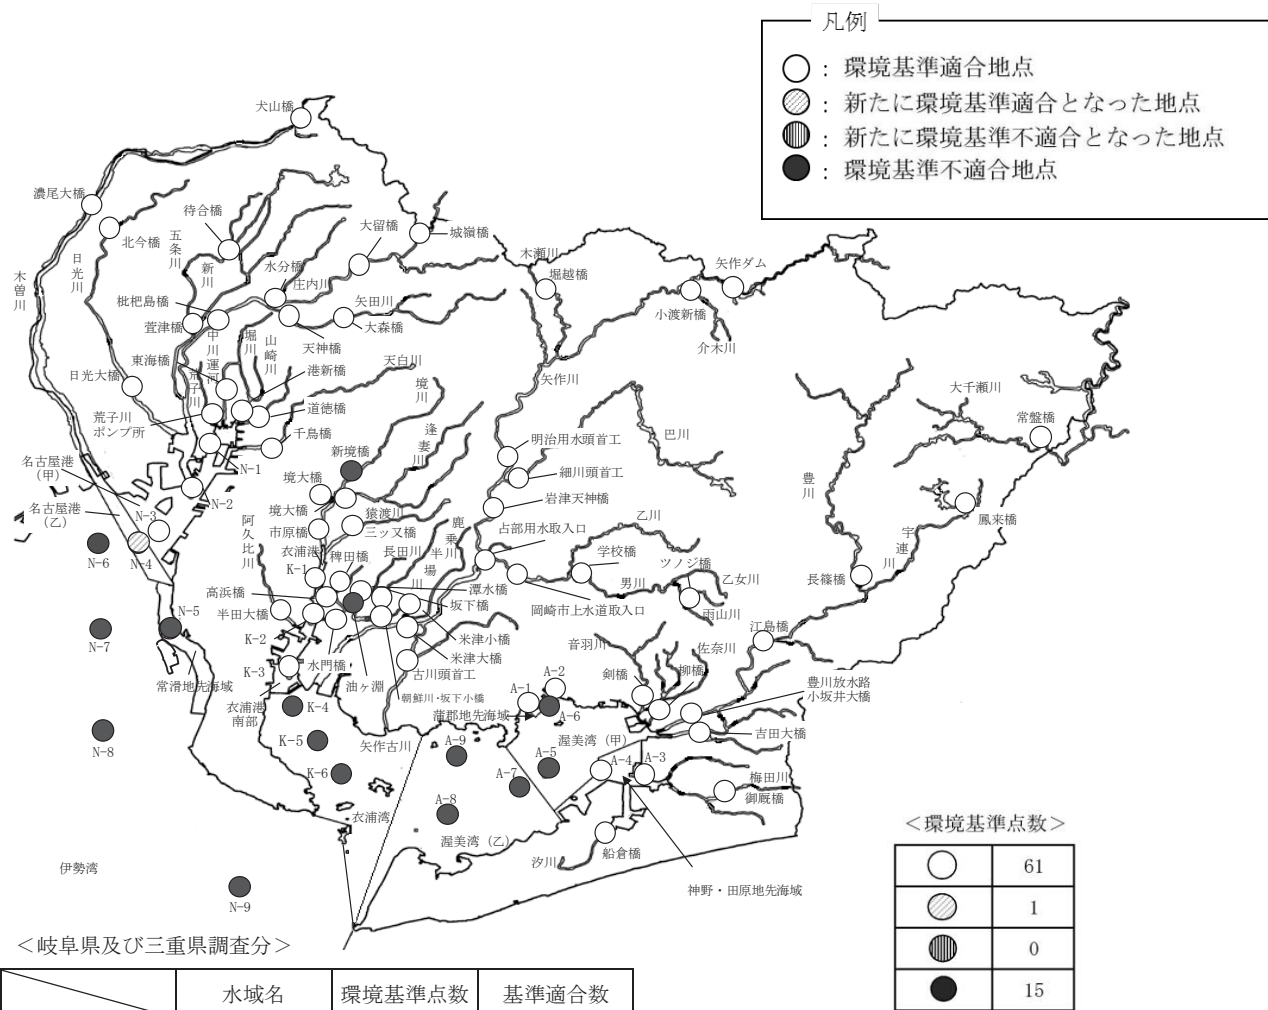 凡例
○ : 環境基準適合地点
: 新たに環境基準適合となった地点
: 新たに環境基準不適合となった地点
● : 環境基準不適合地点
犬山橋
濃尾大橋
北今橋
待合橋
大留橋
城嶺橋
五条川
新川
水分橋
庄内川
木曽川
日光川
枇杷島橋
萱津橋
矢田川
大森橋
天神橋
中川運河
堀川
山崎川
東海橋
荒子川
港新橋
天白川
日光大橋
荒子川
ポンプ所
道徳橋
千鳥橋
木瀬川
堀越橋
矢作ダム
小渡新橋
介木川
矢作川
境川
逢妻川
新境橋
名古屋港
(甲)
N-1
N-2
名古屋港
(乙)
N-3
N-4
N-5
N-6
N-7
N-8
N-9
境大橋
境大橋
市原橋
猿渡川
三ッ又橋
阿久比川
衣浦港
K-1
稗田橋
長田川
半場川
鹿乗川
高浜橋
半田大橋
K-2
K-3
水門橋
油ヶ淵
潭水橋
坂下橋
米津小橋
米津大橋
古川頭首工
朝鮮川・坂下小橋
常滑地先海域
衣浦港
南部
K-4
K-5
K-6
矢作古川
衣浦湾
伊勢湾
明治用水頭首工
細川頭首工
岩津天神橋
占部用水取入口
巴川
乙川
学校橋
ツノジ橋
男川
乙女川
雨山川
岡崎市上水道取入口
大千瀬川
常盤橋
豊川
宇連川
鳳来橋
長篠橋
江島橋
音羽川
佐奈川
剣橋
柳橋
豊川放水路
小坂井大橋
吉田大橋
A-1
A-2
蒲郡地先海域
A-6
渥美湾(甲)
A-5
A-4
A-3
A-9
A-7
A-8
渥美湾(乙)
梅田川
御厩橋
船倉橋
汐川
神野・田原地先海域
<環境基準点数>
61
1
0
15
<岐阜県及び三重県調査分>
水域名 環境基準点数 基準適合数